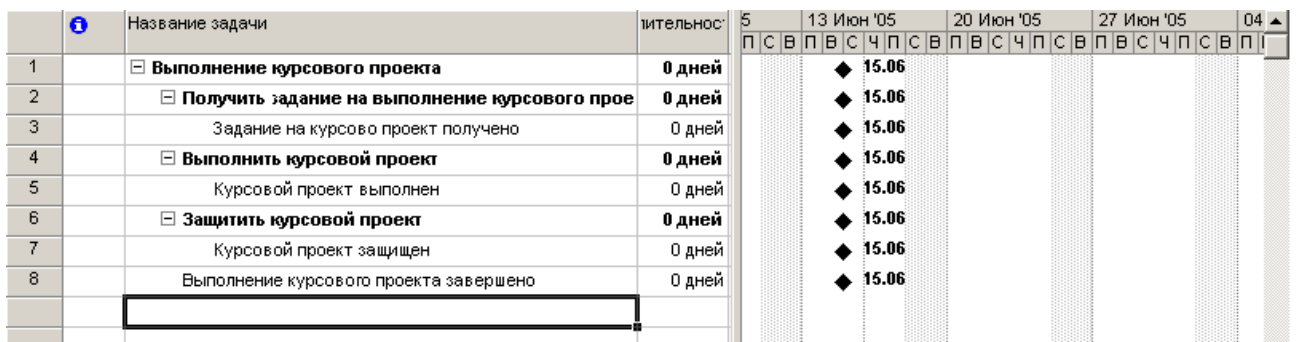 Название задачи ительност 5 13 Июн '05 20 Июн '05 27 Июн '05 04
П С В П В С Ч П С В П В С Ч П С В П В С Ч П С В П
1 Выполнение курсового проекта 0 дней 15.06
2 Получить задание на выполнение курсового прое 0 дней 15.06
3 Задание на курсово проект получено 0 дней 15.06
4 Выполнить курсовой проект 0 дней 15.06
5 Курсовой проект выполнен 0 дней 15.06
6 Защитить курсовой проект 0 дней 15.06
7 Курсовой проект защищен 0 дней 15.06
8 Выполнение курсового проекта завершено 0 дней 15.06